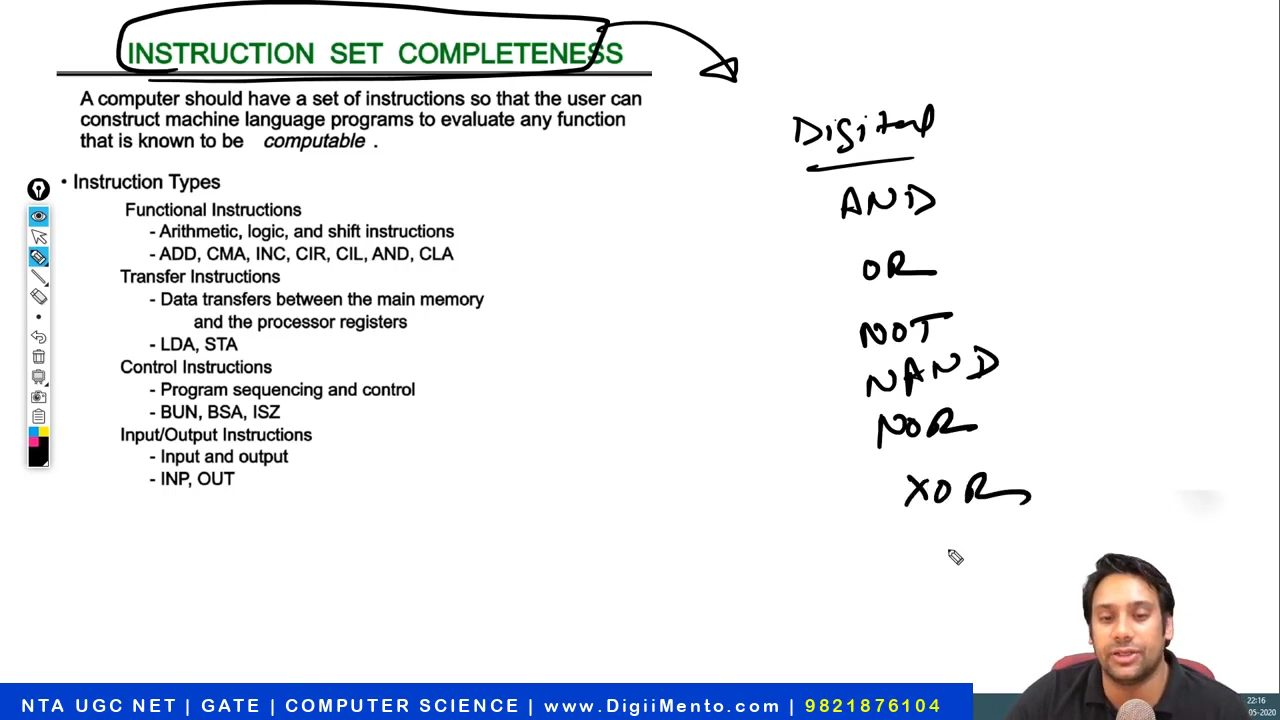 INSTRUCTION SET COMPLETENESS
A computer should have a set of instructions so that the user can
construct machine language programs to evaluate any function
that is known to be computable .
• Instruction Types
Functional Instructions
- Arithmetic, logic, and shift instructions
- ADD, CMA, INC, CIR, CIL, AND, CLA
Transfer Instructions
- Data transfers between the main memory
and the processor registers
- LDA, STA
Control Instructions
- Program sequencing and control
- BUN, BSA, ISZ
Input/Output Instructions
- Input and output
- INP, OUT
Digital
AND
OR
NOT
NAND
NOR
XOR
NTA UGC NET | GATE | COMPUTER SCIENCE | www.DigiiMento.com | 9821876104
22:16
05-2020